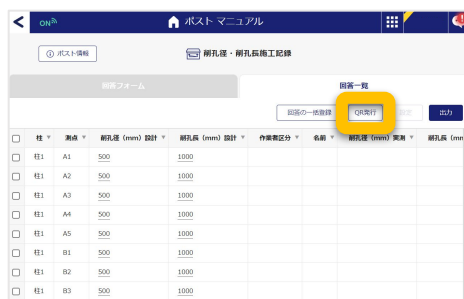 ON
ポスト マニュアル
ポスト情報
削孔径・削孔長施工記録
回答フォーム
回答一覧
回答の一括登録
QR発行
出力
柱 測点 削孔径（mm）設計 削孔長（mm）設計 作業者区分 名前 削孔径（mm）実測 削孔長（mm
柱1 A1 500 1000
柱1 A2 500 1000
柱1 A3 500 1000
柱1 A4 500 1000
柱1 A5 500 1000
柱1 B1 500 1000
柱1 B2 500 1000
柱1 B3 500 1000